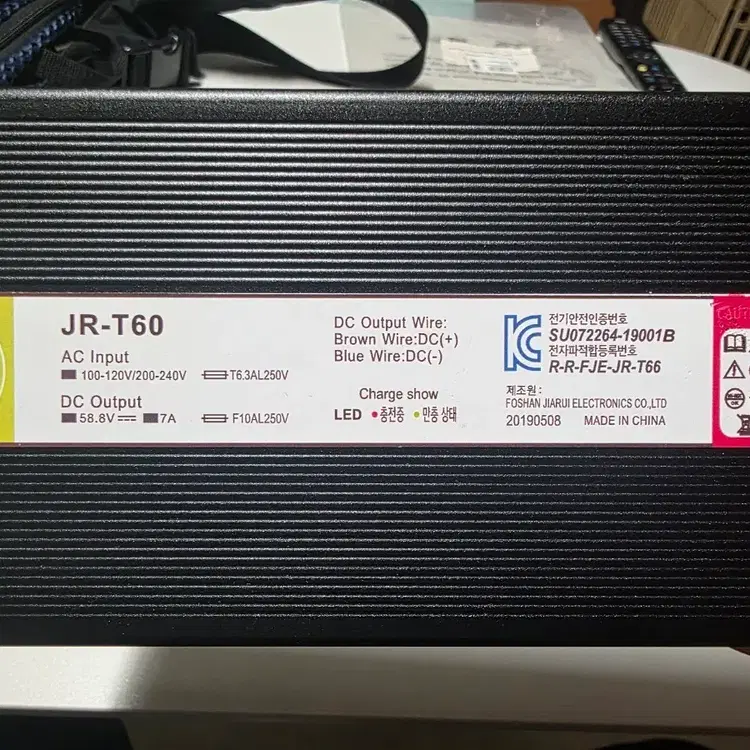 JR-T60
AC Input
100-120V/200-240V T6.3AL250V
DC Output
58.8V 7A F10AL250V
DC Output Wire:
Brown Wire:DC(+)
Blue Wire:DC(-)
Charge show
LED 충전중 만충 상태
전기안전인증번호
SU072264-19001B
전자파적합등록번호
R-R-FJE-JR-T66
제조원 :
FOSHAN JIARUI ELECTRONICS CO.,LTD
20190508 MADE IN CHINA